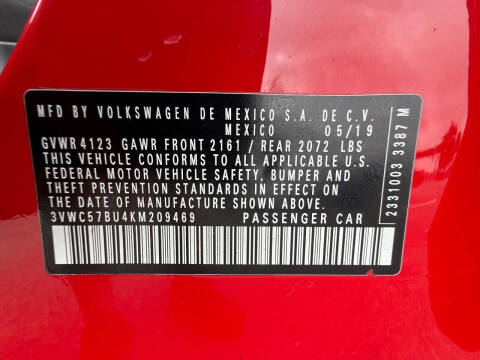 MFD BY VOLKSWAGEN DE MEXICO S.A. DE C.V.
MEXICO 05/19
GVWR 4123 GAWR FRONT 2161 / REAR 2072 LBS
THIS VEHICLE CONFORMS TO ALL APPLICABLE U.S.
FEDERAL MOTOR VEHICLE SAFETY, BUMPER AND
THEFT PREVENTION STANDARDS IN EFFECT ON
THE DATE OF MANUFACTURE SHOWN ABOVE.
3VWC57BU4KM209469 PASSENGER CAR
2331003 3387 M